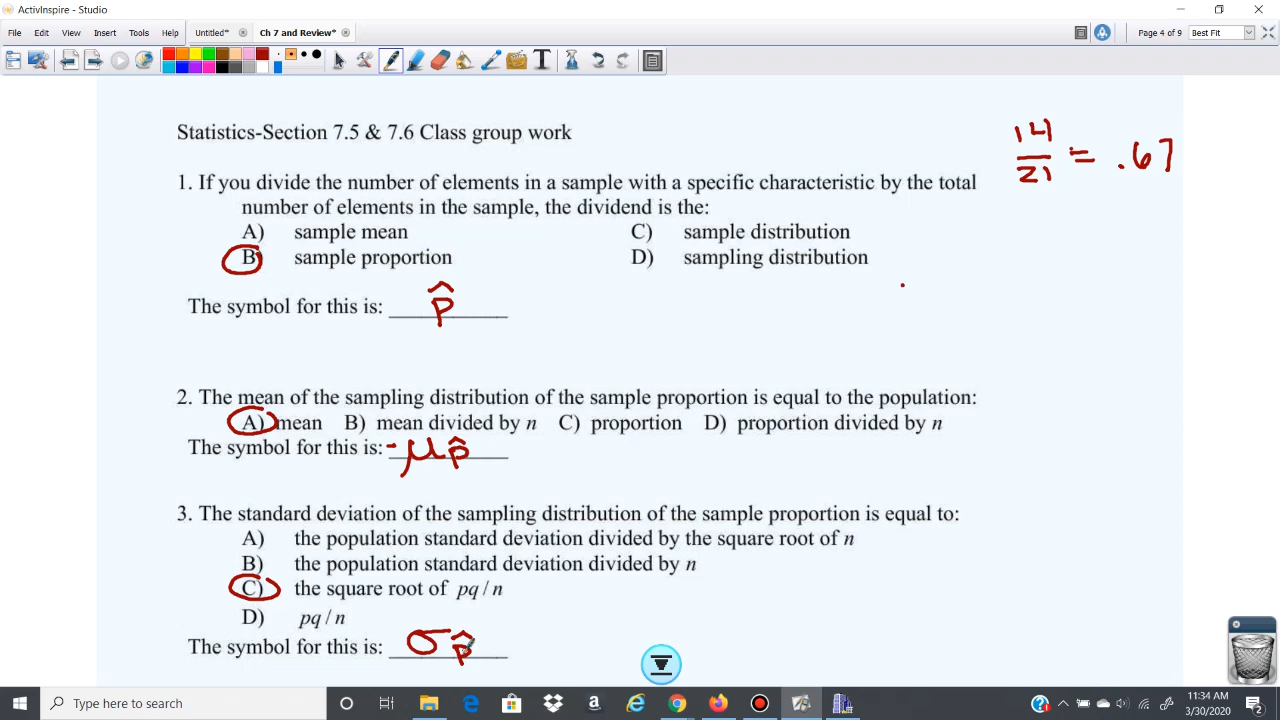 ActivInspire - Studio
File Edit View Insert Tools Help Untitled* Ch 7 and Review* Page 4 of 9 Best Fit
Statistics-Section 7.5 & 7.6 Class group work
14/21 = .67
1. If you divide the number of elements in a sample with a specific characteristic by the total
number of elements in the sample, the dividend is the:
A) sample mean C) sample distribution
B) sample proportion D) sampling distribution
The symbol for this is: p̂
2. The mean of the sampling distribution of the sample proportion is equal to the population:
A) mean B) mean divided by n C) proportion D) proportion divided by n
The symbol for this is: μp̂
3. The standard deviation of the sampling distribution of the sample proportion is equal to:
A) the population standard deviation divided by the square root of n
B) the population standard deviation divided by n
C) the square root of pq / n
D) pq / n
The symbol for this is: σp̂
Type here to search
11:34 AM
3/30/2020
2